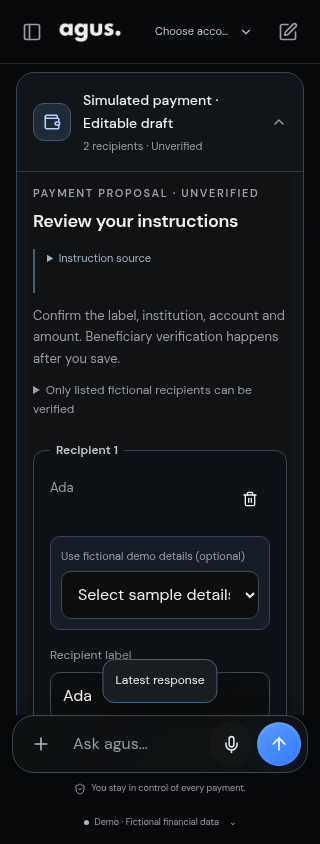 agus.
Choose acco...
Simulated payment ·
Editable draft
2 recipients · Unverified
PAYMENT PROPOSAL · UNVERIFIED
Review your instructions
Instruction source
Confirm the label, institution, account and
amount. Beneficiary verification happens
after you save.
Only listed fictional recipients can be
verified
Recipient 1
Ada
Use fictional demo details (optional)
Select sample details
Recipient label
Latest response
Ada
Ask agus...
You stay in control of every payment.
Demo · Fictional financial data